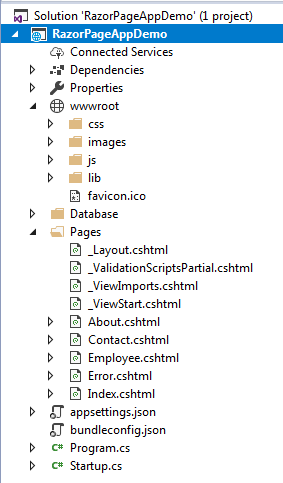 Solution 'RazorPageAppDemo' (1 project)
RazorPageAppDemo
Connected Services
Dependencies
Properties
wwwroot
css
images
js
lib
favicon.ico
Database
Pages
_Layout.cshtml
_ValidationScriptsPartial.cshtml
_ViewImports.cshtml
_ViewStart.cshtml
About.cshtml
Contact.cshtml
Employee.cshtml
Error.cshtml
Index.cshtml
appsettings.json
bundleconfig.json
C# Program.cs
C# Startup.cs